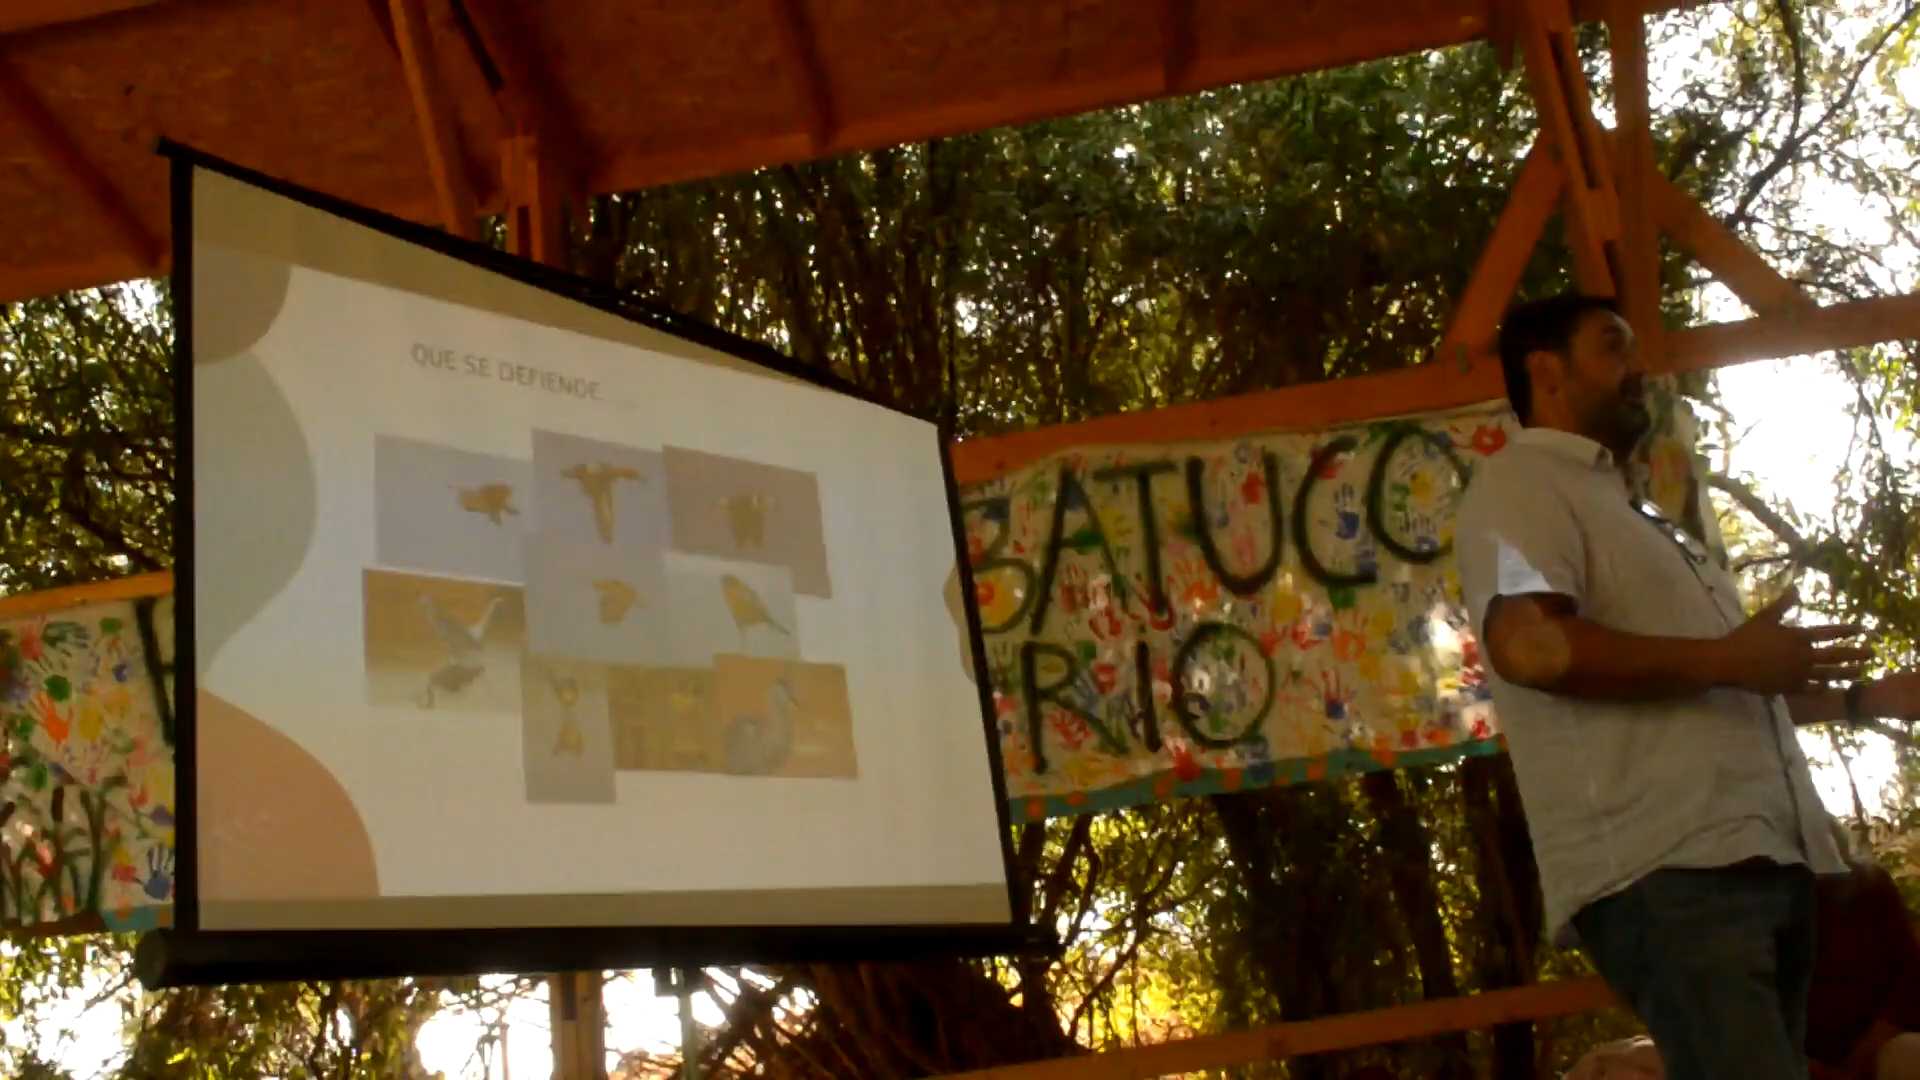 QUE SE DEFIENDE......
BATUCO
RIO